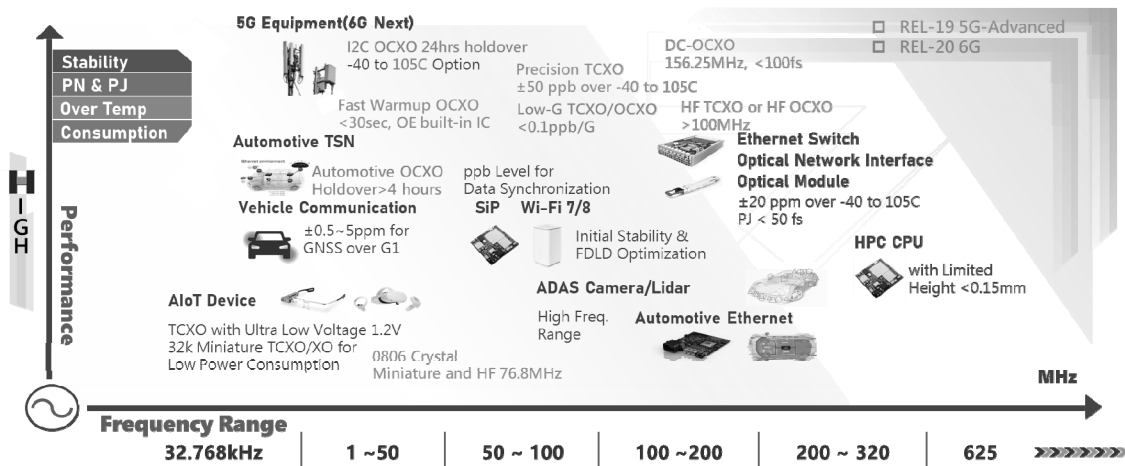 5G Equipment(6G Next)
I2C OCXO 24hrs holdover
-40 to 105C Option
Fast Warmup OCXO
<30sec, OE built-in IC
Precision TCXO
±50 ppb over -40 to 105C
Low-G TCXO/OCXO
<0.1ppb/G
DC-OCXO
156.25MHz, <100fs
HF TCXO or HF OCXO
>100MHz
REL-19 5G-Advanced
REL-20 6G
Stability
PN & PJ
Over Temp
Consumption
HIGH
Performance
Automotive TSN
Automotive OCXO
Holdover>4 hours
ppb Level for
Data Synchronization
Ethernet Switch
Optical Network Interface
Optical Module
±20 ppm over -40 to 105C
PJ < 50 fs
Vehicle Communication
±0.5~5ppm for
GNSS over G1
SiP
Wi-Fi 7/8
Initial Stability &
FDLD Optimization
HPC CPU
with Limited
Height <0.15mm
AIoT Device
TCXO with Ultra Low Voltage 1.2V
32k Miniature TCXO/XO for
Low Power Consumption
0806 Crystal
Miniature and HF 76.8MHz
ADAS Camera/Lidar
High Freq.
Range
Automotive Ethernet
MHz
Frequency Range
32.768kHz
1 ~50
50 ~ 100
100 ~200
200 ~ 320
625